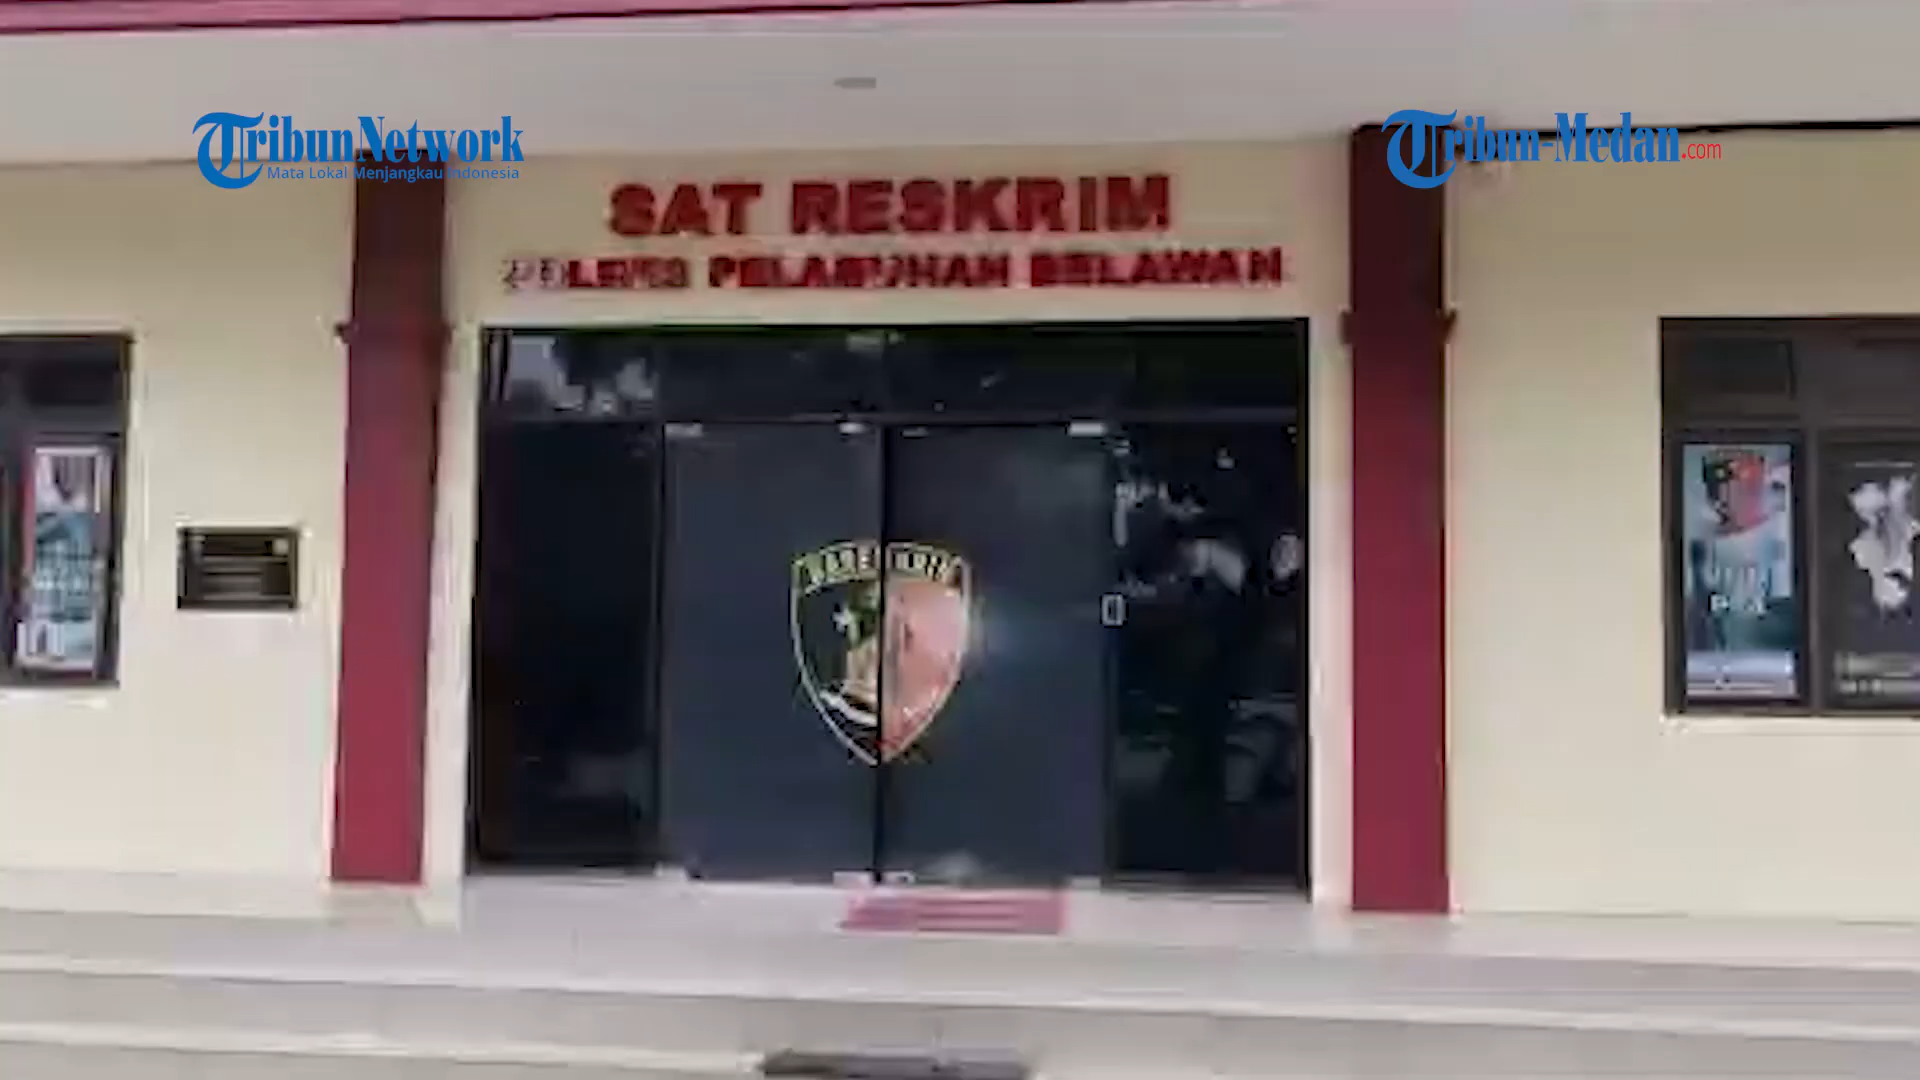 TribunNetwork
Mata Lokal Menjangkau Indonesia
Tribun-Medan.com
SAT RESKRIM
POLRES PELABUHAN BELAWAN